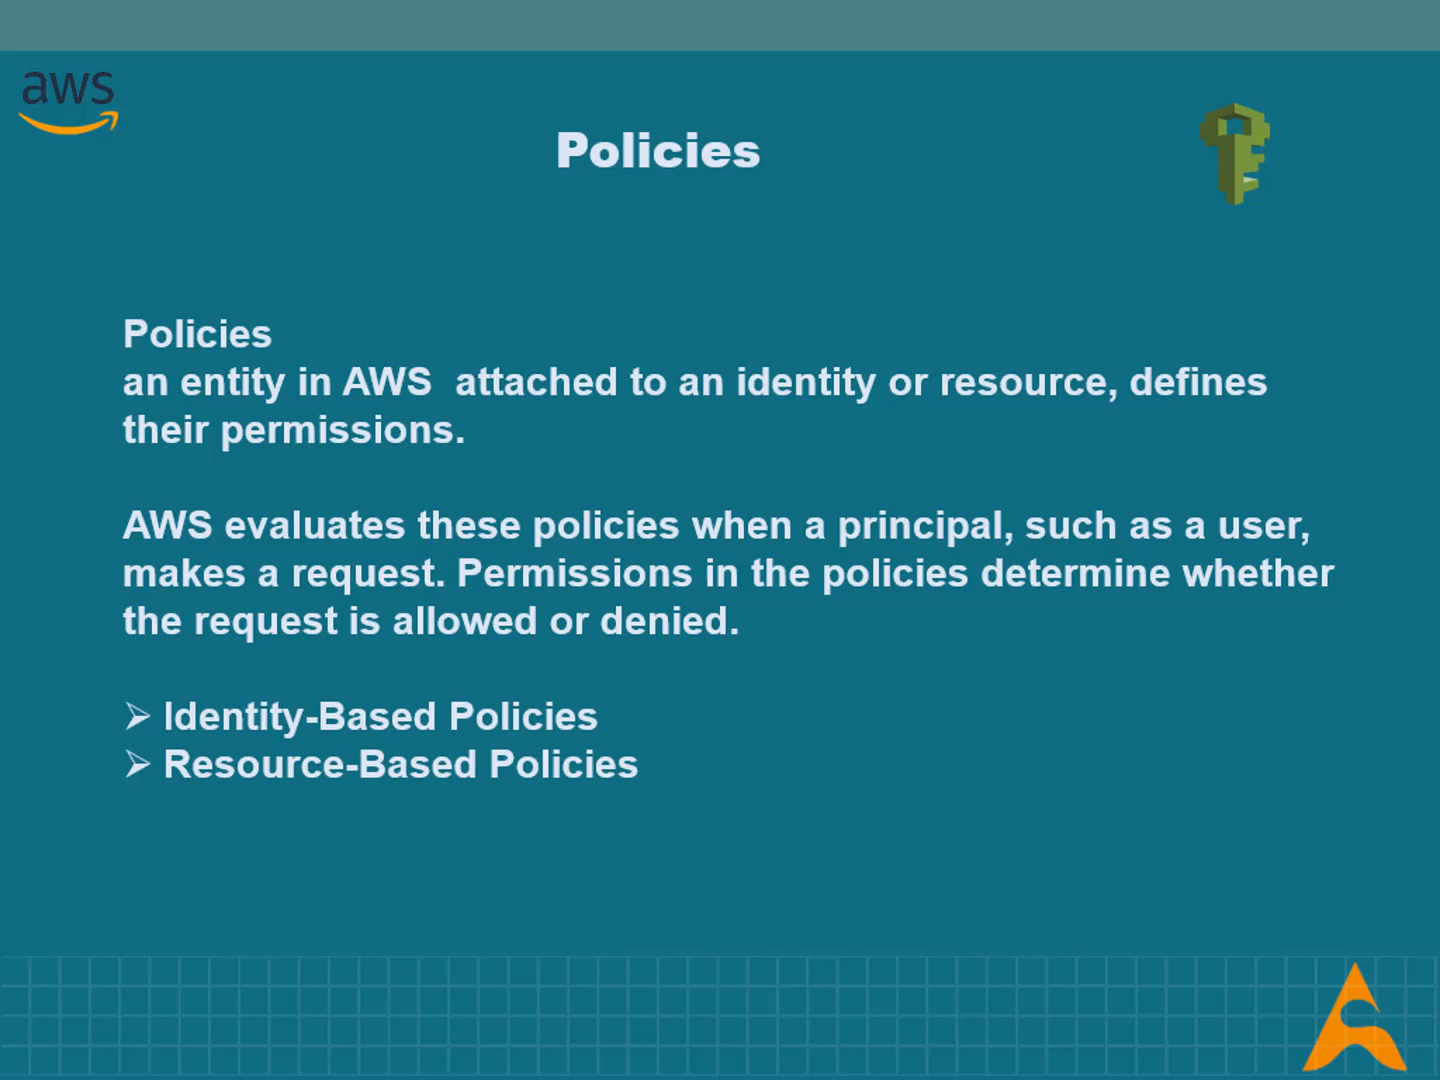 aws
Policies
Policies
an entity in AWS  attached to an identity or resource, defines
their permissions.
AWS evaluates these policies when a principal, such as a user,
makes a request. Permissions in the policies determine whether
the request is allowed or denied.
➢ Identity-Based Policies
➢ Resource-Based Policies